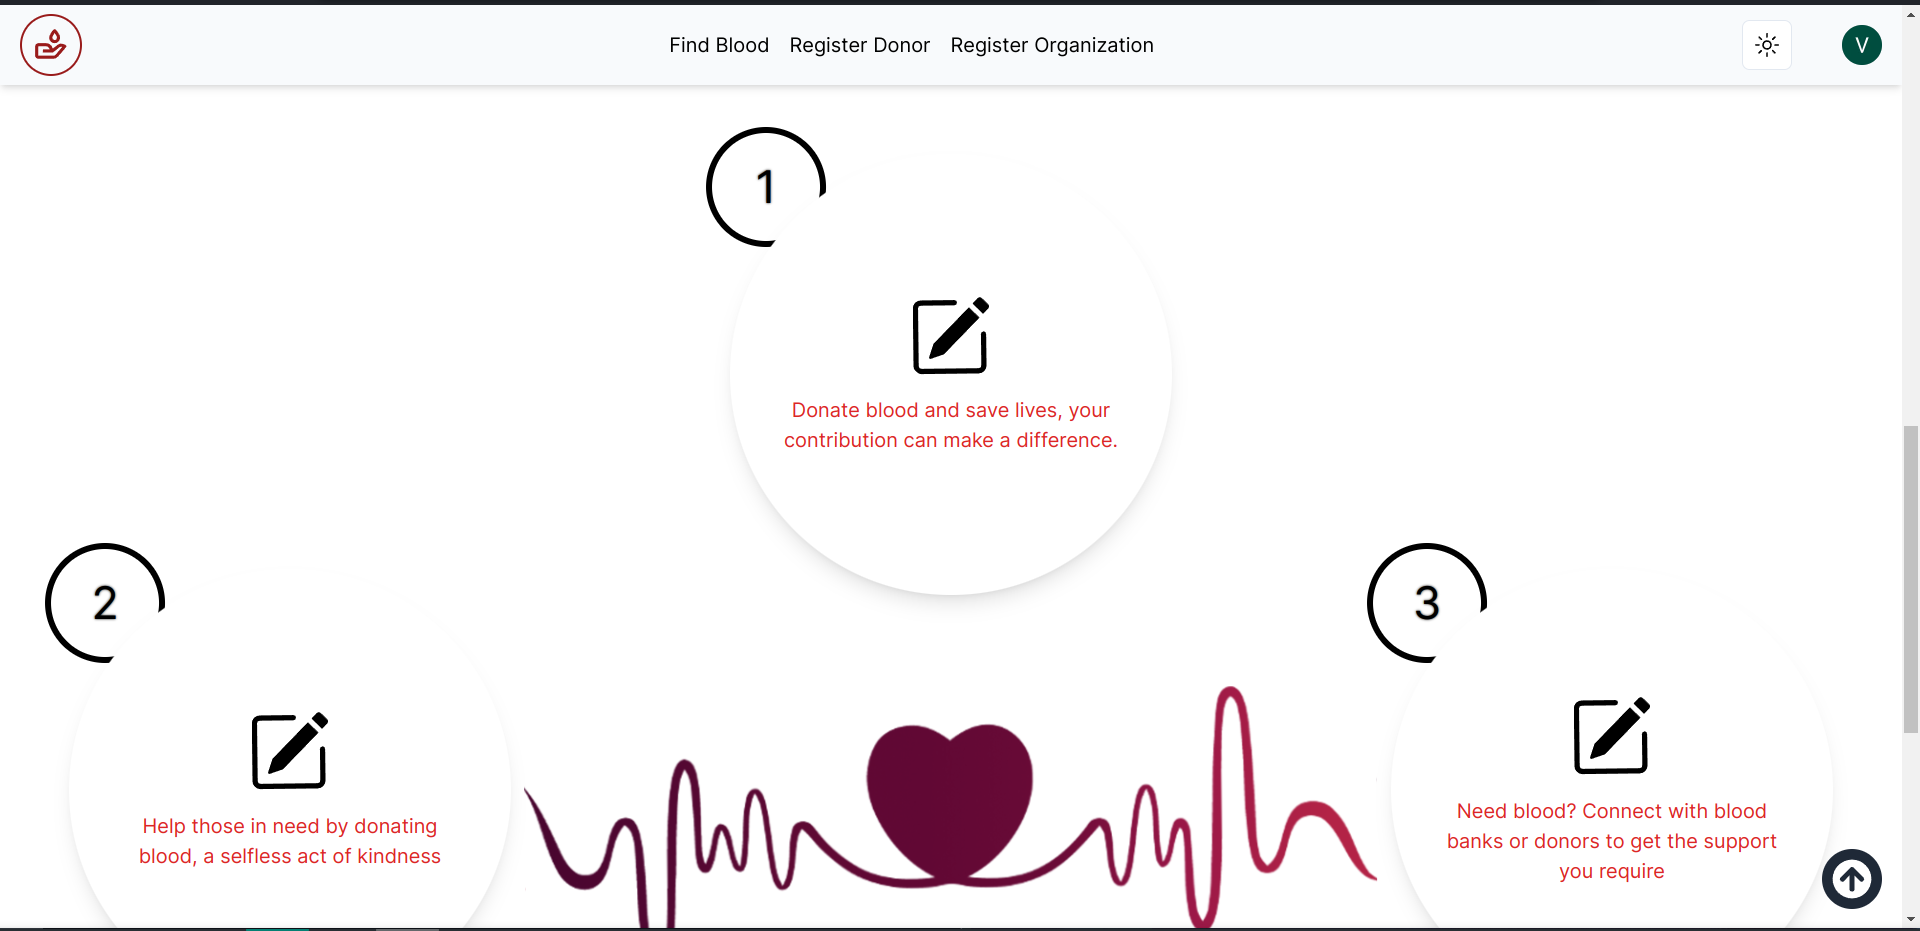 Find Blood Register Donor Register Organization
V
1
Donate blood and save lives, your
contribution can make a difference.
2
Help those in need by donating
blood, a selfless act of kindness
3
Need blood? Connect with blood
banks or donors to get the support
you require